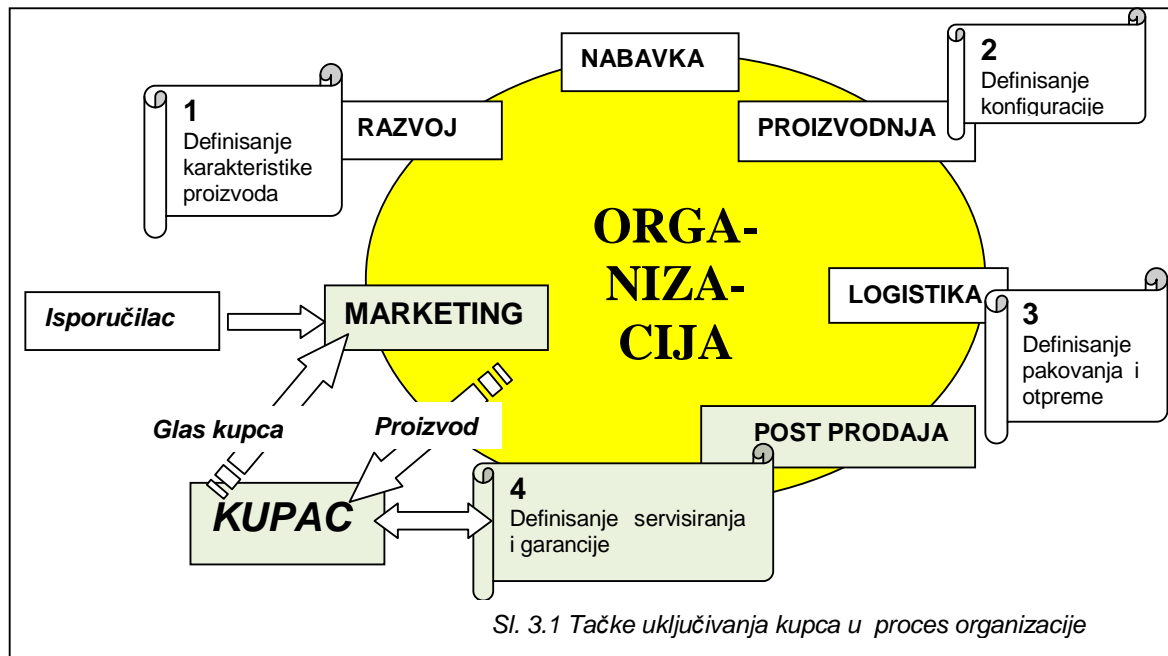 NABAVKA
2
Definisanje
konfiguracije
1
Definisanje
karakteristike
proizvoda
RAZVOJ
PROIZVODNJA
ORGA-
NIZA-
CIJA
Isporučilac
MARKETING
LOGISTIKA
3
Definisanje
pakovanja i
otpreme
Glas kupca
Proizvod
POST PRODAJA
KUPAC
4
Definisanje servisiranja
i garancije
Sl. 3.1 Tačke uključivanja kupca u proces organizacije